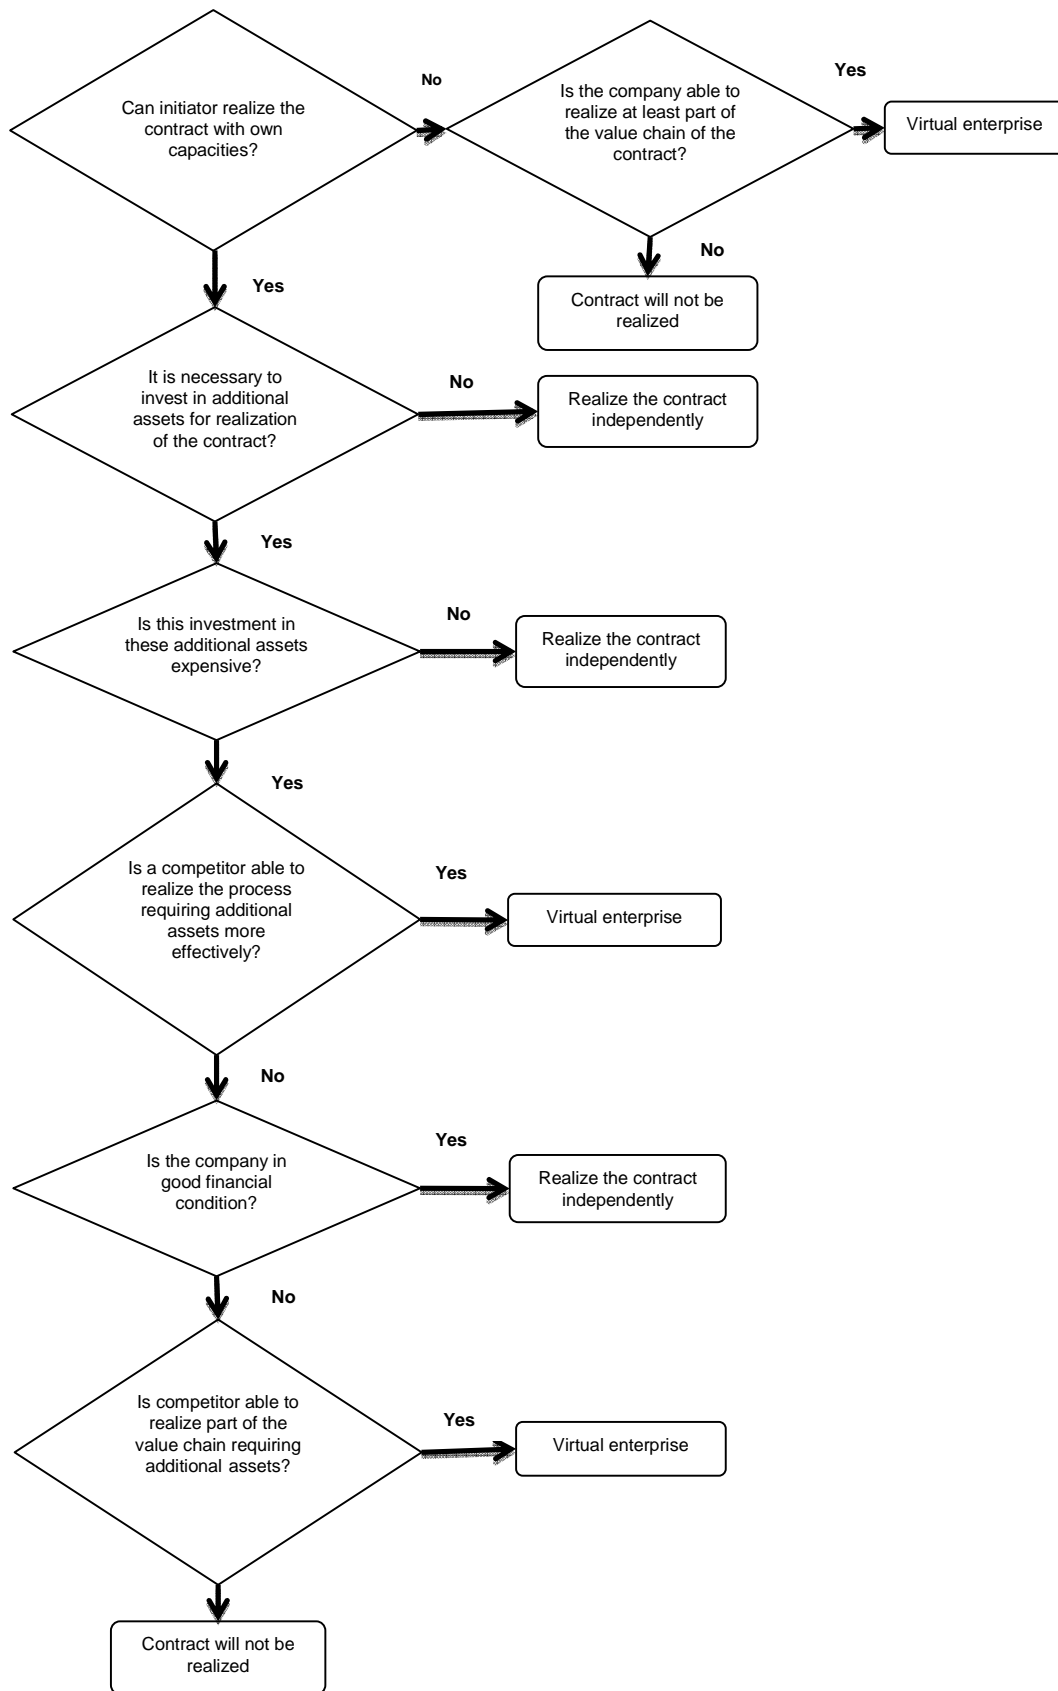 Can initiator realize the
contract with own
capacities?
No
Is the company able to
realize at least part of
the value chain of the
contract?
Yes
Virtual enterprise
No
Contract will not be
realized
Yes
It is necessary to
invest in additional
assets for realization
of the contract?
No
Realize the contract
independently
Yes
Is this investment in
these additional assets
expensive?
No
Realize the contract
independently
Yes
Is a competitor able to
realize the process
requiring additional
assets more
effectively?
Yes
Virtual enterprise
No
Is the company in
good financial
condition?
Yes
Realize the contract
independently
No
Is competitor able to
realize part of the
value chain requiring
additional assets?
Yes
Virtual enterprise
Contract will not be
realized